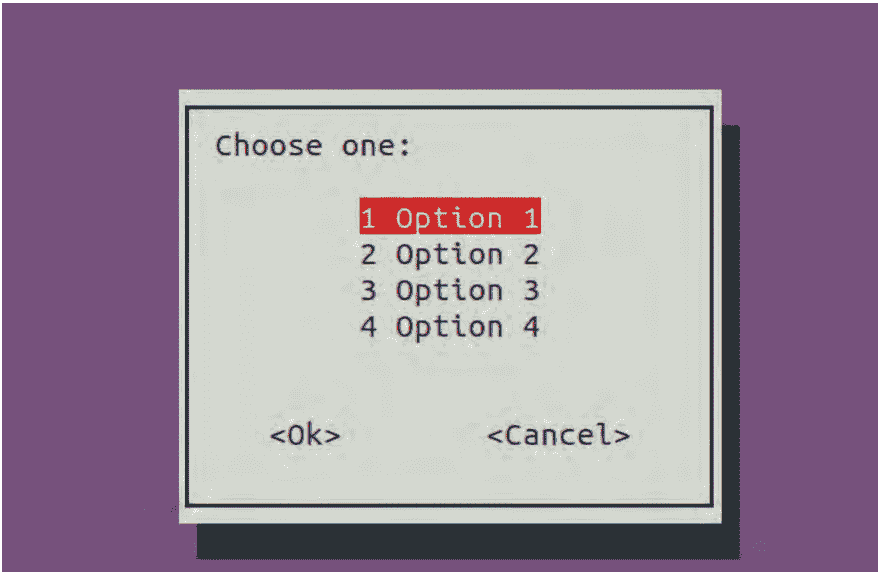 Choose one:
1 Option 1
2 Option 2
3 Option 3
4 Option 4
<Ok> <Cancel>